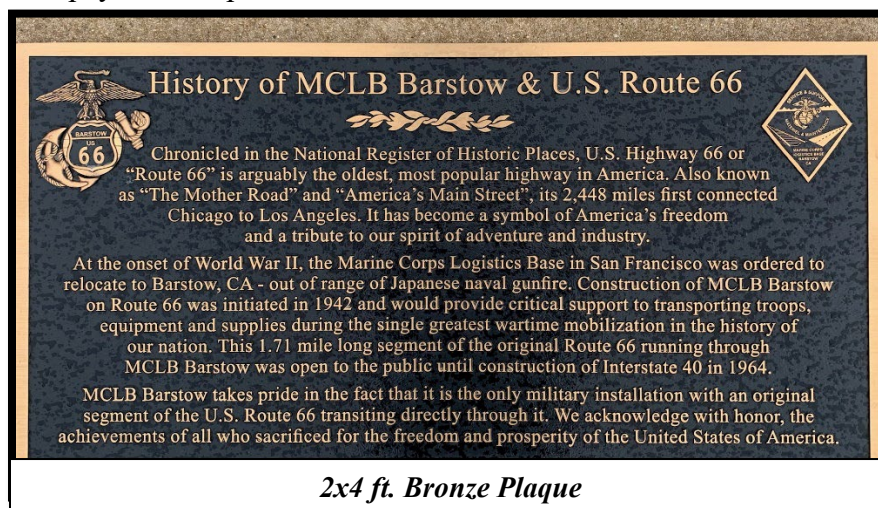 History of MCLB Barstow & U.S. Route 66
BARSTOW
US
66
Chronicled in the National Register of Historic Places, U.S. Highway 66 or
“Route 66” is arguably the oldest, most popular highway in America. Also known
as “The Mother Road” and “America’s Main Street”, its 2,448 miles first connected
Chicago to Los Angeles. It has become a symbol of America’s freedom
and a tribute to our spirit of adventure and industry.
At the onset of World War II, the Marine Corps Logistics Base in San Francisco was ordered to
relocate to Barstow, CA - out of range of Japanese naval gunfire. Construction of MCLB Barstow
on Route 66 was initiated in 1942 and would provide critical support to transporting troops,
equipment and supplies during the single greatest wartime mobilization in the history of
our nation. This 1.71 mile long segment of the original Route 66 running through
MCLB Barstow was open to the public until construction of Interstate 40 in 1964.
MCLB Barstow takes pride in the fact that it is the only military installation with an original
segment of the U.S. Route 66 transiting directly through it. We acknowledge with honor, the
achievements of all who sacrificed for the freedom and prosperity of the United States of America.
MARINE CORPS
LOGISTICS BASE
BARSTOW
CA
2x4 ft. Bronze Plaque